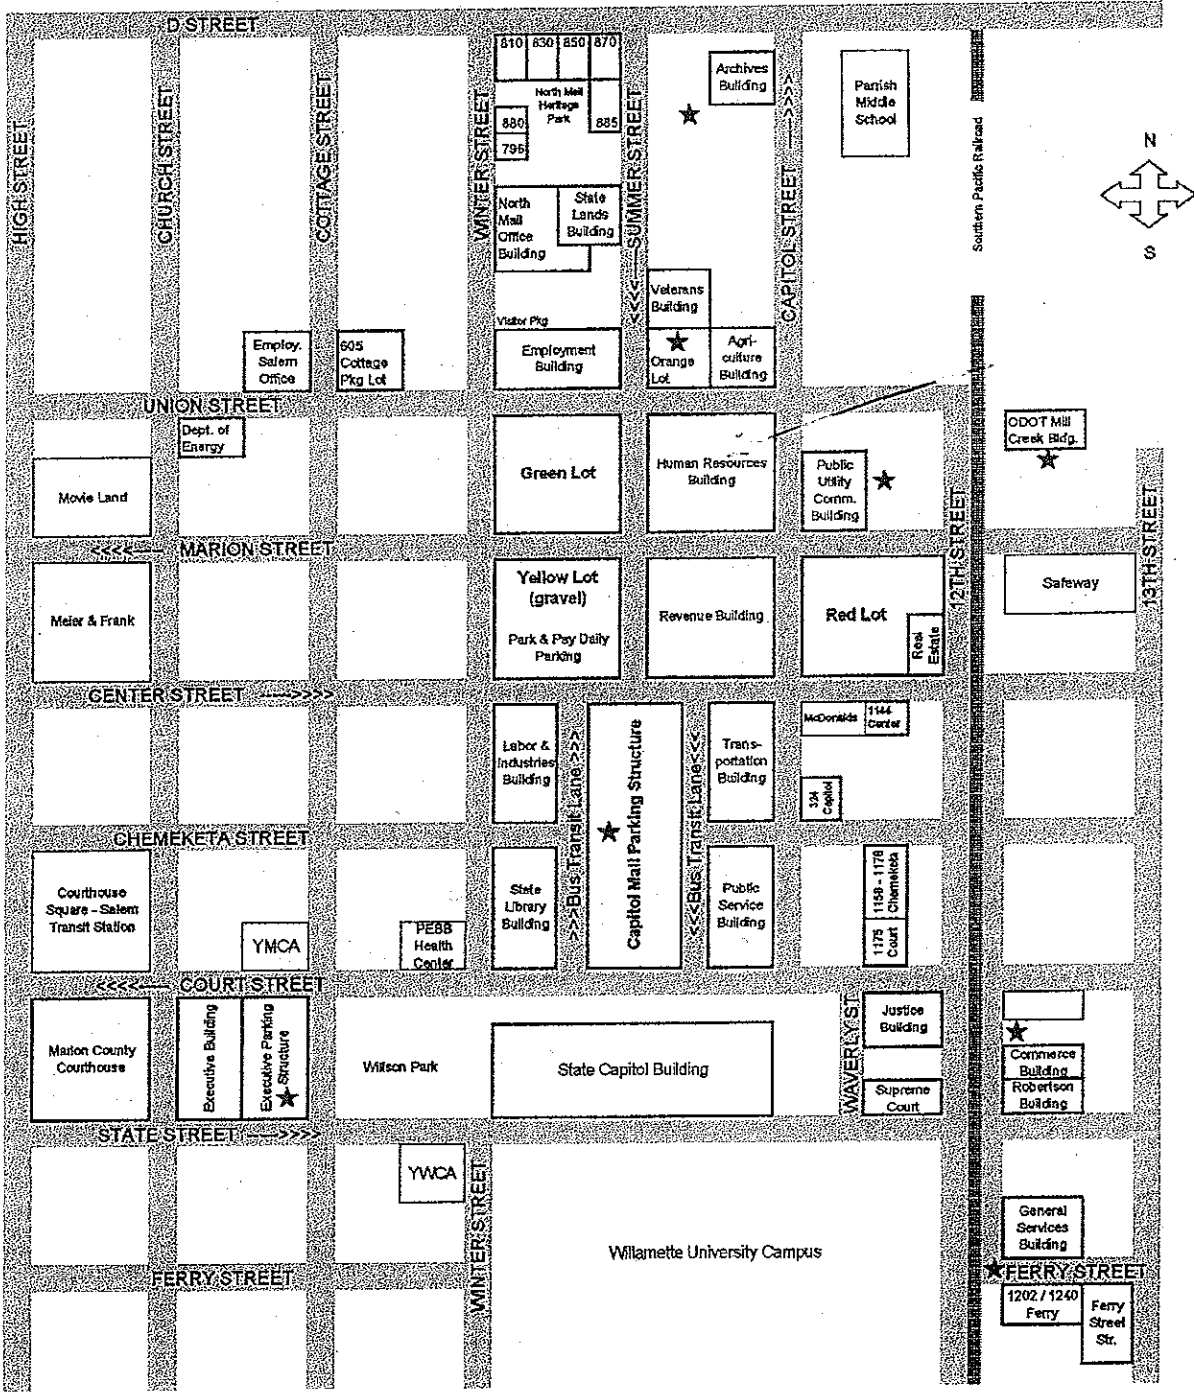 D STREET
HIGH STREET
CHURCH STREET
COTTAGE STREET
WINTER STREET
<<<<---- SUMMER STREET
CAPITOL STREET ---->>>>
Southern Pacific Railroad
N
S
810
830
850
870
North Mall
Heritage
Park
880
795
885
Archives
Building
Parrish
Middle
School
North
Mall
Office
Building
State
Lands
Building
Veterans
Building
Visitor Pkg
Employ.
Salem
Office
605
Cottage
Pkg Lot
Employment
Building
Orange
Lot
Agri-
culture
Building
UNION STREET
Dept. of
Energy
Movie Land
Green Lot
Human Resources
Building
Public
Utility
Comm.
Building
ODOT Mill
Creek Bldg.
12TH STREET
13TH STREET
<<<<---- MARION STREET
Meier & Frank
Yellow Lot
(gravel)
Park & Pay Daily
Parking
Revenue Building
Red Lot
Real
Estate
Safeway
CENTER STREET ---->>>>
Labor &
Industries
Building
>>>Bus Transit Lane>>>
Capitol Mall Parking Structure
<<<Bus Transit Lane<<<
Trans-
portation
Building
McDonalds
1144
Center
334
Capitol
CHEMEKETA STREET
Courthouse
Square - Salem
Transit Station
YMCA
PEBB
Health
Center
State
Library
Building
Public
Service
Building
1158 - 1178
Chemeketa
1175
Court
<<<<---- COURT STREET
Marion County
Courthouse
Executive Building
Executive Parking
Structure
Willson Park
State Capitol Building
WAVERLY ST.
Justice
Building
Supreme
Court
Commerce
Building
Robertson
Building
STATE STREET ---->>>>
YWCA
WINTER STREET
Willamette University Campus
General
Services
Building
FERRY STREET
FERRY STREET
1202 / 1240
Ferry
Ferry
Street
Str.